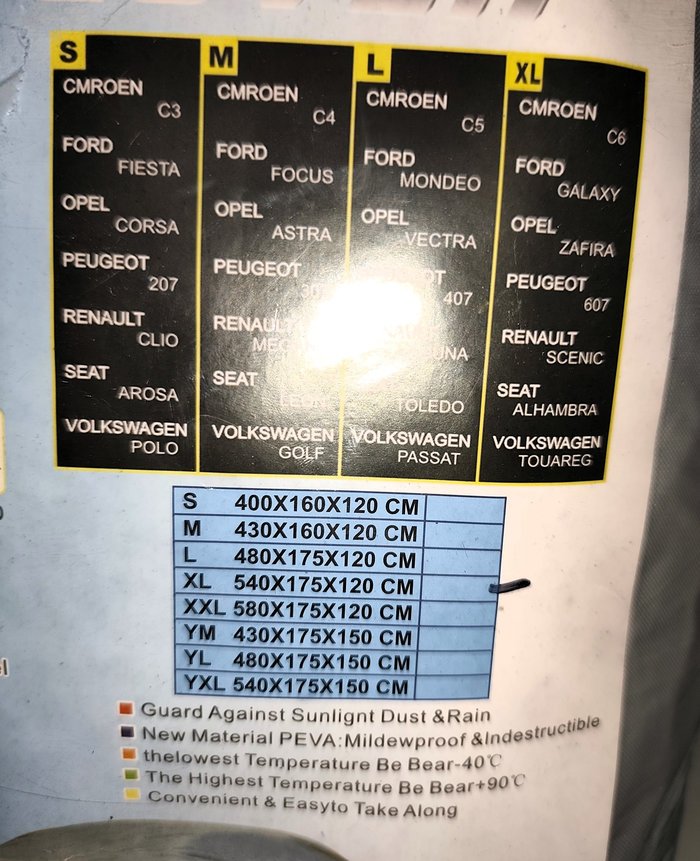 S
CMROEN
C3
FORD
FIESTA
OPEL
CORSA
PEUGEOT
207
RENAULT
CLIO
SEAT
AROSA
VOLKSWAGEN
POLO
M
CMROEN
C4
FORD
FOCUS
OPEL
ASTRA
PEUGEOT
RENAULT
SEAT
LEON
VOLKSWAGEN
GOLF
L
CMROEN
C5
FORD
MONDEO
OPEL
VECTRA
407
TOLEDO
VOLKSWAGEN
PASSAT
XL
CMROEN
C6
FORD
GALAXY
OPEL
ZAFIRA
PEUGEOT
607
RENAULT
SCENIC
SEAT
ALHAMBRA
VOLKSWAGEN
TOUAREG
S 400X160X120 CM
M 430X160X120 CM
L 480X175X120 CM
XL 540X175X120 CM
XXL 580X175X120 CM
YM 430X175X150 CM
YL 480X175X150 CM
YXL 540X175X150 CM
Guard Against Sunlignt Dust &Rain
New Material PEVA:Mildewproof &Indestructible
thelowest Temperature Be Bear-40℃
The Highest Temperature Be Bear+90℃
Convenient & Easyto Take Along